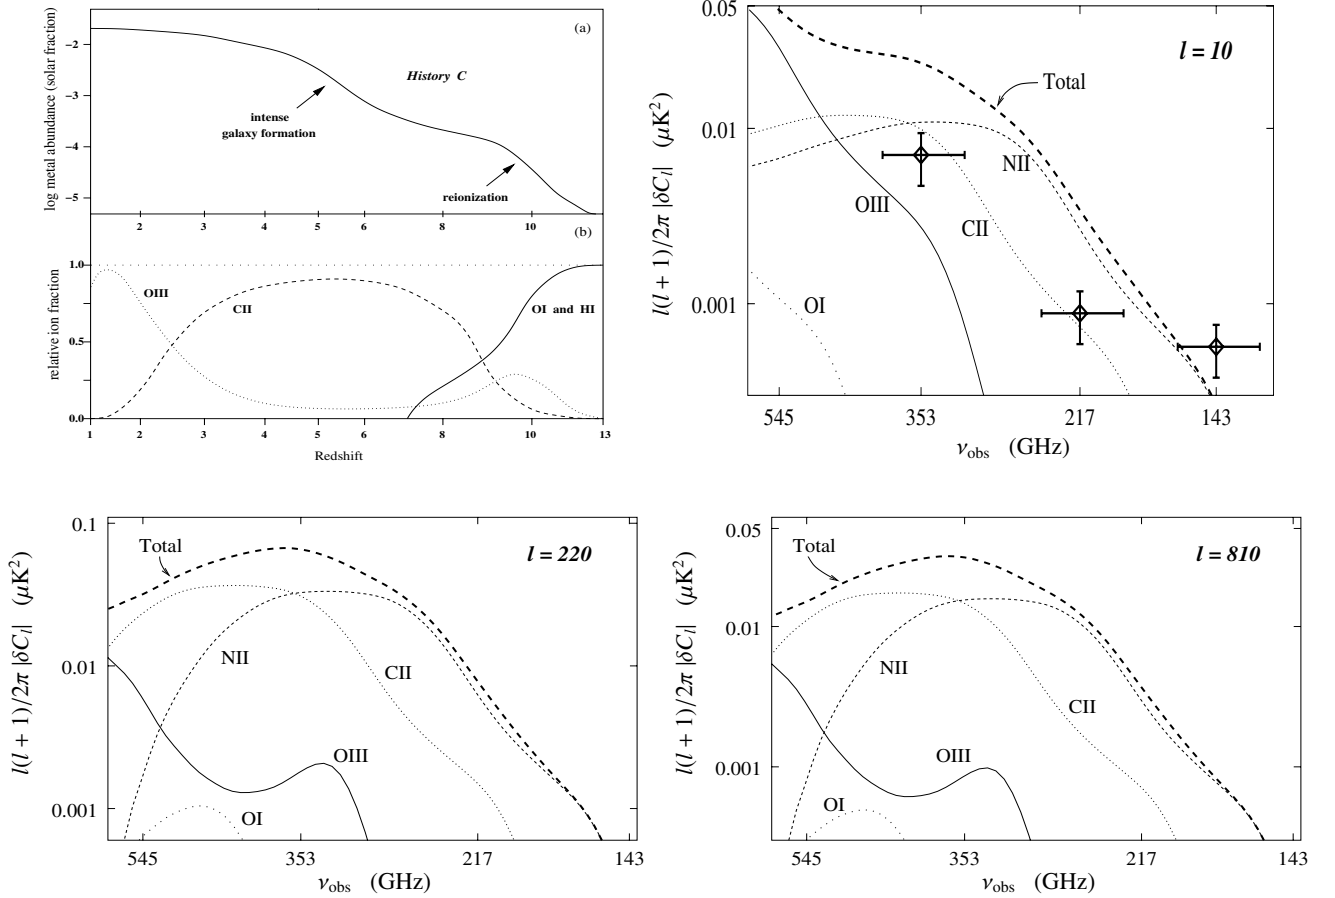 (a)
log metal abundance (solar fraction)
−2
−3
−4
−5
History C
intense
galaxy formation
reionization
2 3 4 5 6 8 10
(b)
relative ion fraction
1.0
0.5
0.0
OIII
CII
OI and HI
1 2 3 4 5 6 8 10 13
Redshift
l(l + 1)/2π |δC_l| (μK²)
0.05
0.01
0.001
l = 10
Total
NII
OIII
CII
OI
545 353 217 143
ν_obs (GHz)
l(l + 1)/2π |δC_l| (μK²)
0.1
0.01
0.001
l = 220
Total
NII
CII
OIII
OI
545 353 217 143
ν_obs (GHz)
l(l + 1)/2π |δC_l| (μK²)
0.05
0.01
0.001
l = 810
Total
NII
CII
OIII
OI
545 353 217 143
ν_obs (GHz)